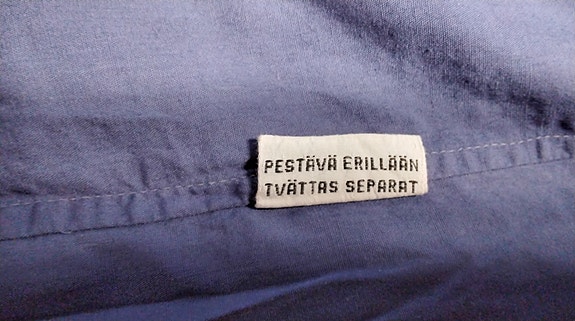 PESTÄVÄ ERILLÄÄN
TVÄTTAS SEPARAT